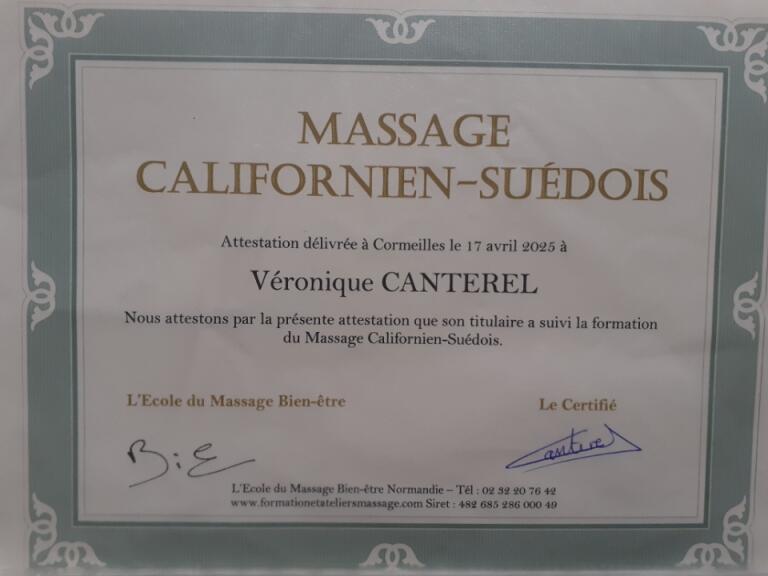 MASSAGE
CALIFORNIEN-SUÉDOIS
Attestation délivrée à Cormeilles le 17 avril 2025 à
Véronique CANTEREL
Nous attestons par la présente attestation que son titulaire a suivi la formation
du Massage Californien-Suédois.
L'Ecole du Massage Bien-être
Le Certifié
B.i.E
Canterel
L'Ecole du Massage Bien-être Normandie – Tél : 02 32 20 76 42
www.formationetateliersmassage.com Siret : 482 685 286 000 49